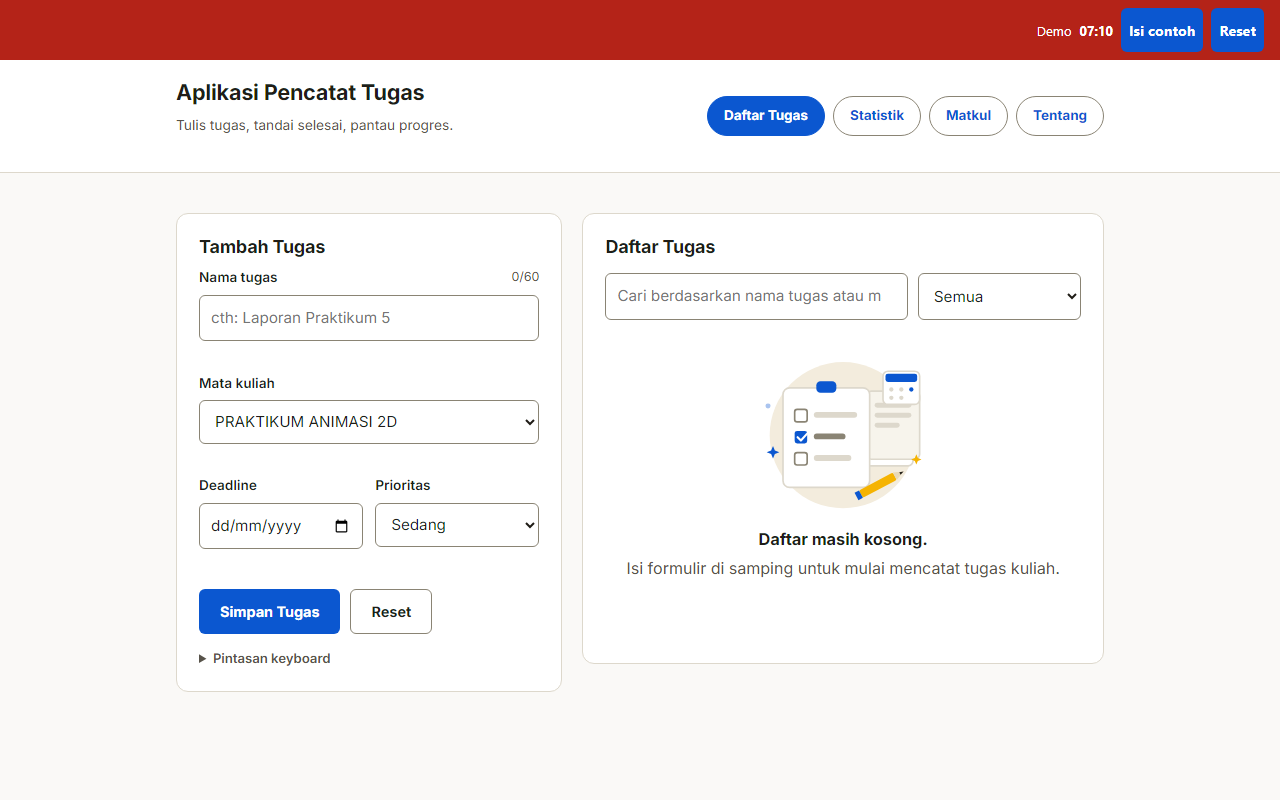 Demo 07:10 Isi contoh Reset
Aplikasi Pencatat Tugas
Tulis tugas, tandai selesai, pantau progres.
Daftar Tugas Statistik Matkul Tentang
Tambah Tugas
Nama tugas 0/60
cth: Laporan Praktikum 5
Mata kuliah
PRAKTIKUM ANIMASI 2D
Deadline Prioritas
dd/mm/yyyy Sedang
Simpan Tugas Reset
Pintasan keyboard
Daftar Tugas
Cari berdasarkan nama tugas atau m Semua
Daftar masih kosong.
Isi formulir di samping untuk mulai mencatat tugas kuliah.